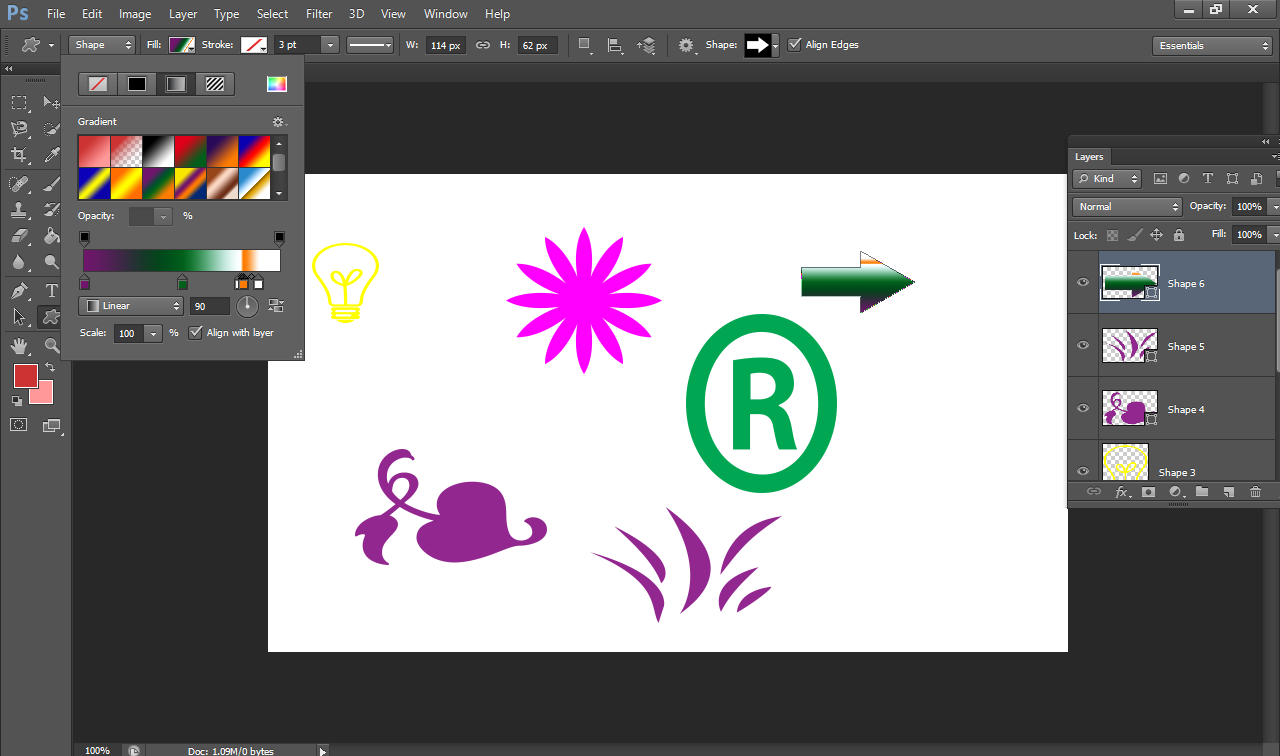 Ps File Edit Image Layer Type Select Filter 3D View Window Help
Shape Fill: Stroke: 3 pt W: 114 px H: 62 px Shape: Align Edges Essentials
Gradient
Opacity: %
Linear 90
Scale: 100 % Align with layer
R
Layers
Kind
Normal Opacity: 100%
Lock: Fill: 100%
Shape 6
Shape 5
Shape 4
Shape 3
fx
T
T
100% Doc: 1.09M/0 bytes